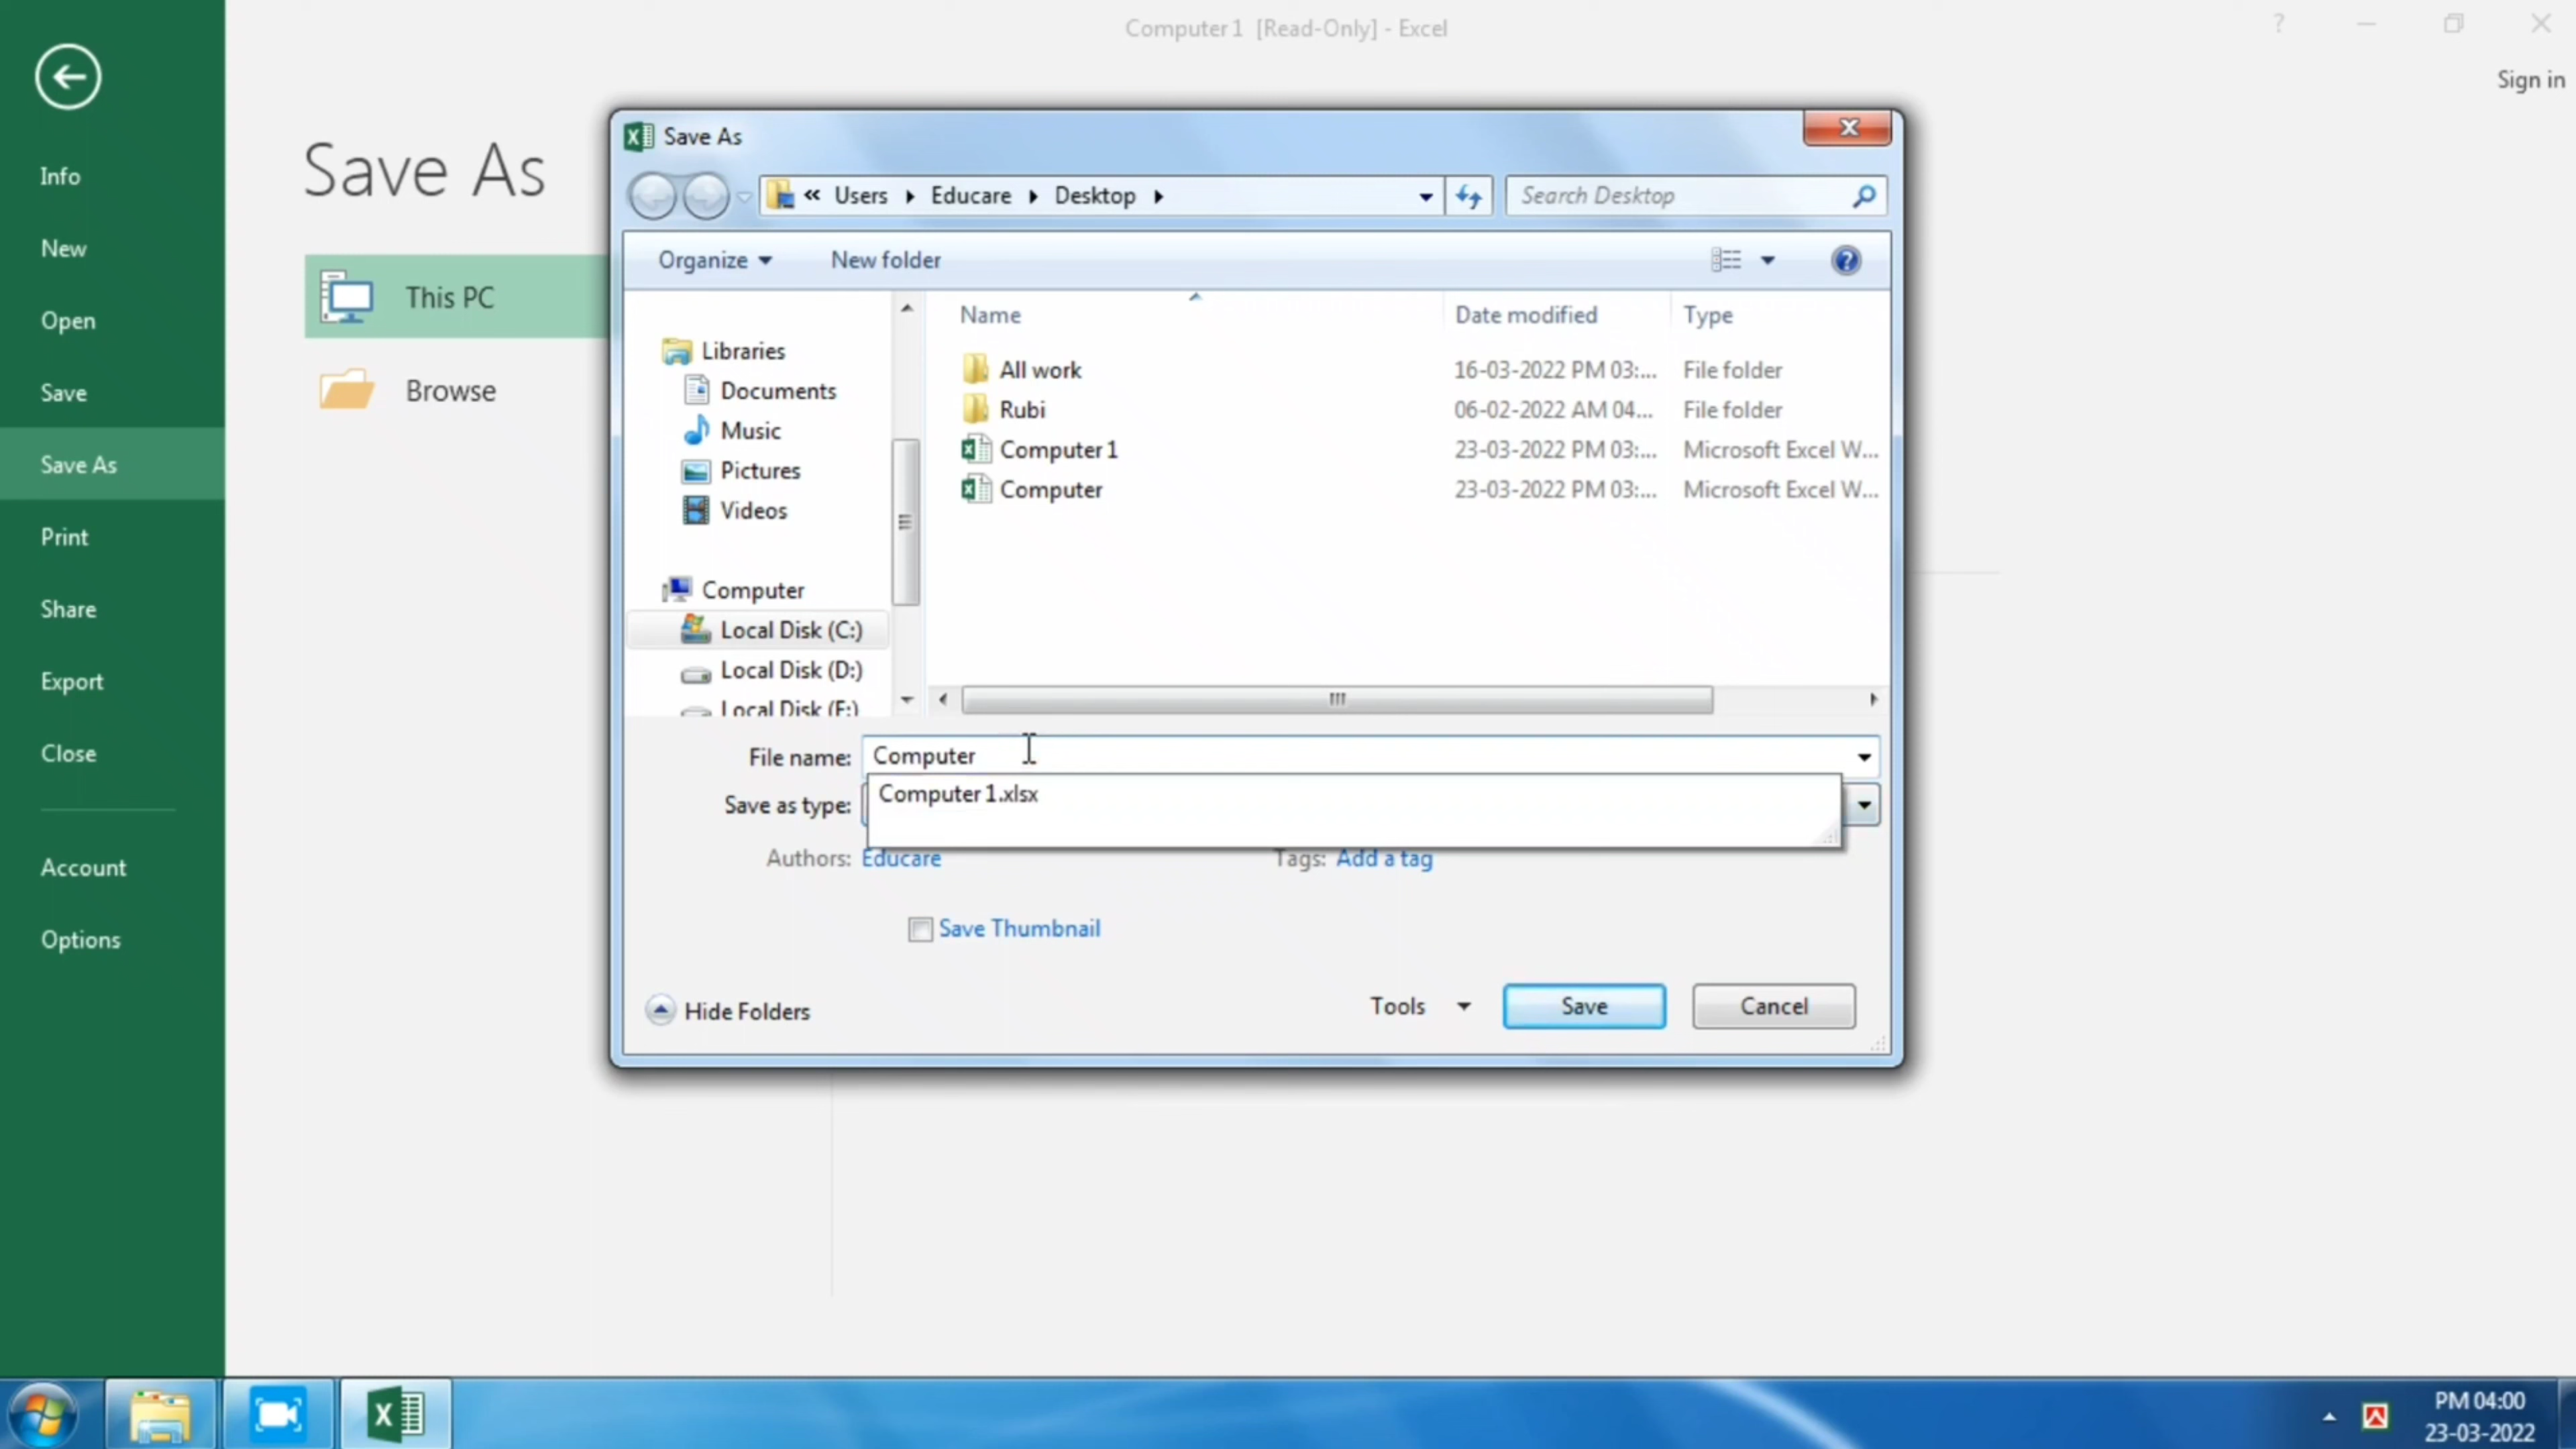 Computer 1 [Read-Only] - Excel
Sign in
Info
New
Open
Save
Save As
Print
Share
Export
Close
Account
Options
Save As
This PC
Browse
Save As
« Users Educare Desktop
Search Desktop
Organize
New folder
Libraries
Documents
Music
Pictures
Videos
Computer
Local Disk (C:)
Local Disk (D:)
Name Date modified Type
All work 16-03-2022 PM 03:... File folder
Rubi 06-02-2022 AM 04... File folder
Computer 1 23-03-2022 PM 03:... Microsoft Excel W...
Computer 23-03-2022 PM 03:... Microsoft Excel W...
File name: Computer
Computer 1.xlsx
Save as type:
Authors: Educare
Tags: Add a tag
Save Thumbnail
Hide Folders
Tools
Save
Cancel
PM 04:00
23-03-2022